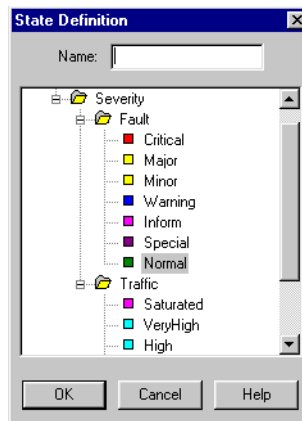 State Definition
Name:
Severity
Fault
Critical
Major
Minor
Warning
Inform
Special
Normal
Traffic
Saturated
VeryHigh
High
OK Cancel Help